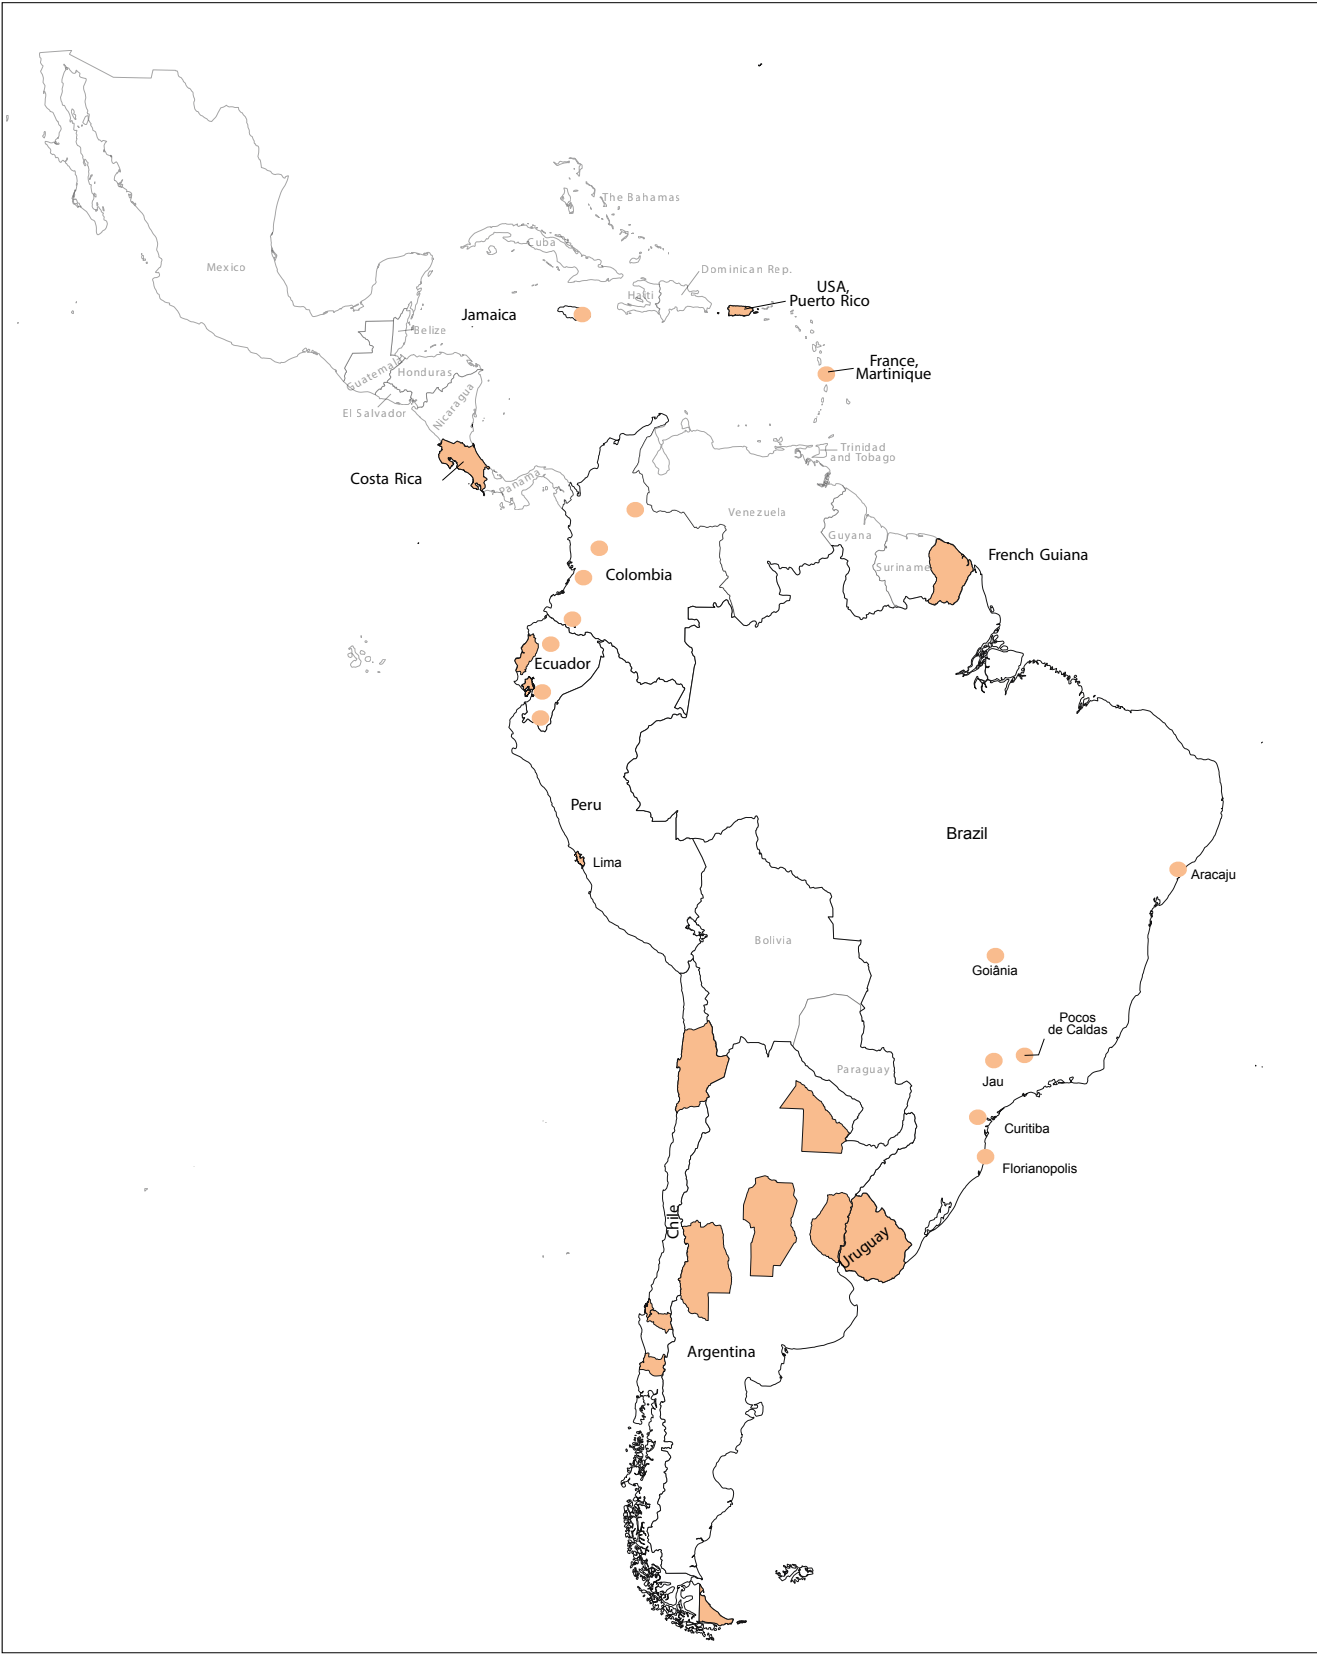 The Bahamas
Cuba
Mexico
Dominican Rep.
Haiti
USA,
Puerto Rico
Jamaica
Belize
France,
Martinique
Guatemala
Honduras
El Salvador
Nicaragua
Trinidad
and Tobago
Costa Rica
Panama
Venezuela
Guyana
Suriname
French Guiana
Colombia
Ecuador
Peru
Brazil
Lima
Aracaju
Bolivia
Goiânia
Pocos
de Caldas
Paraguay
Jau
Curitiba
Florianopolis
Chile
Uruguay
Argentina